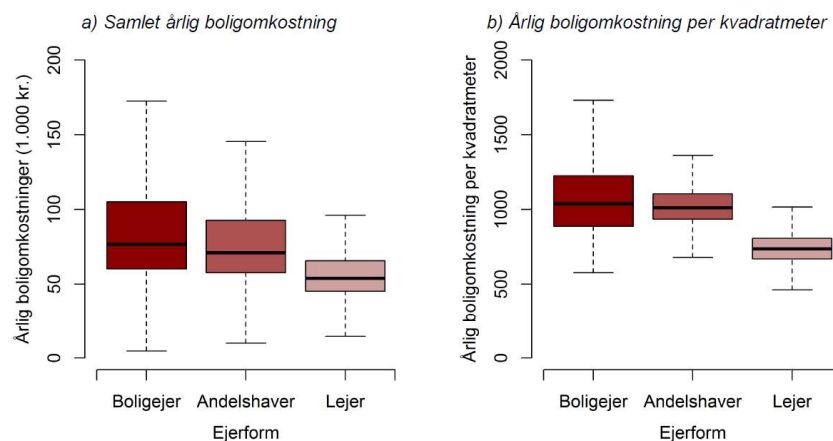 a) Samlet årlig boligomkostning
Årlig boligomkostninger (1.000 kr.)
200
150
100
50
0
Boligejer Andelshaver Lejer
Ejerform
b) Årlig boligomkostning per kvadratmeter
Årlig boligomkostning per kvadratmeter
2000
1500
1000
500
0
Boligejer Andelshaver Lejer
Ejerform